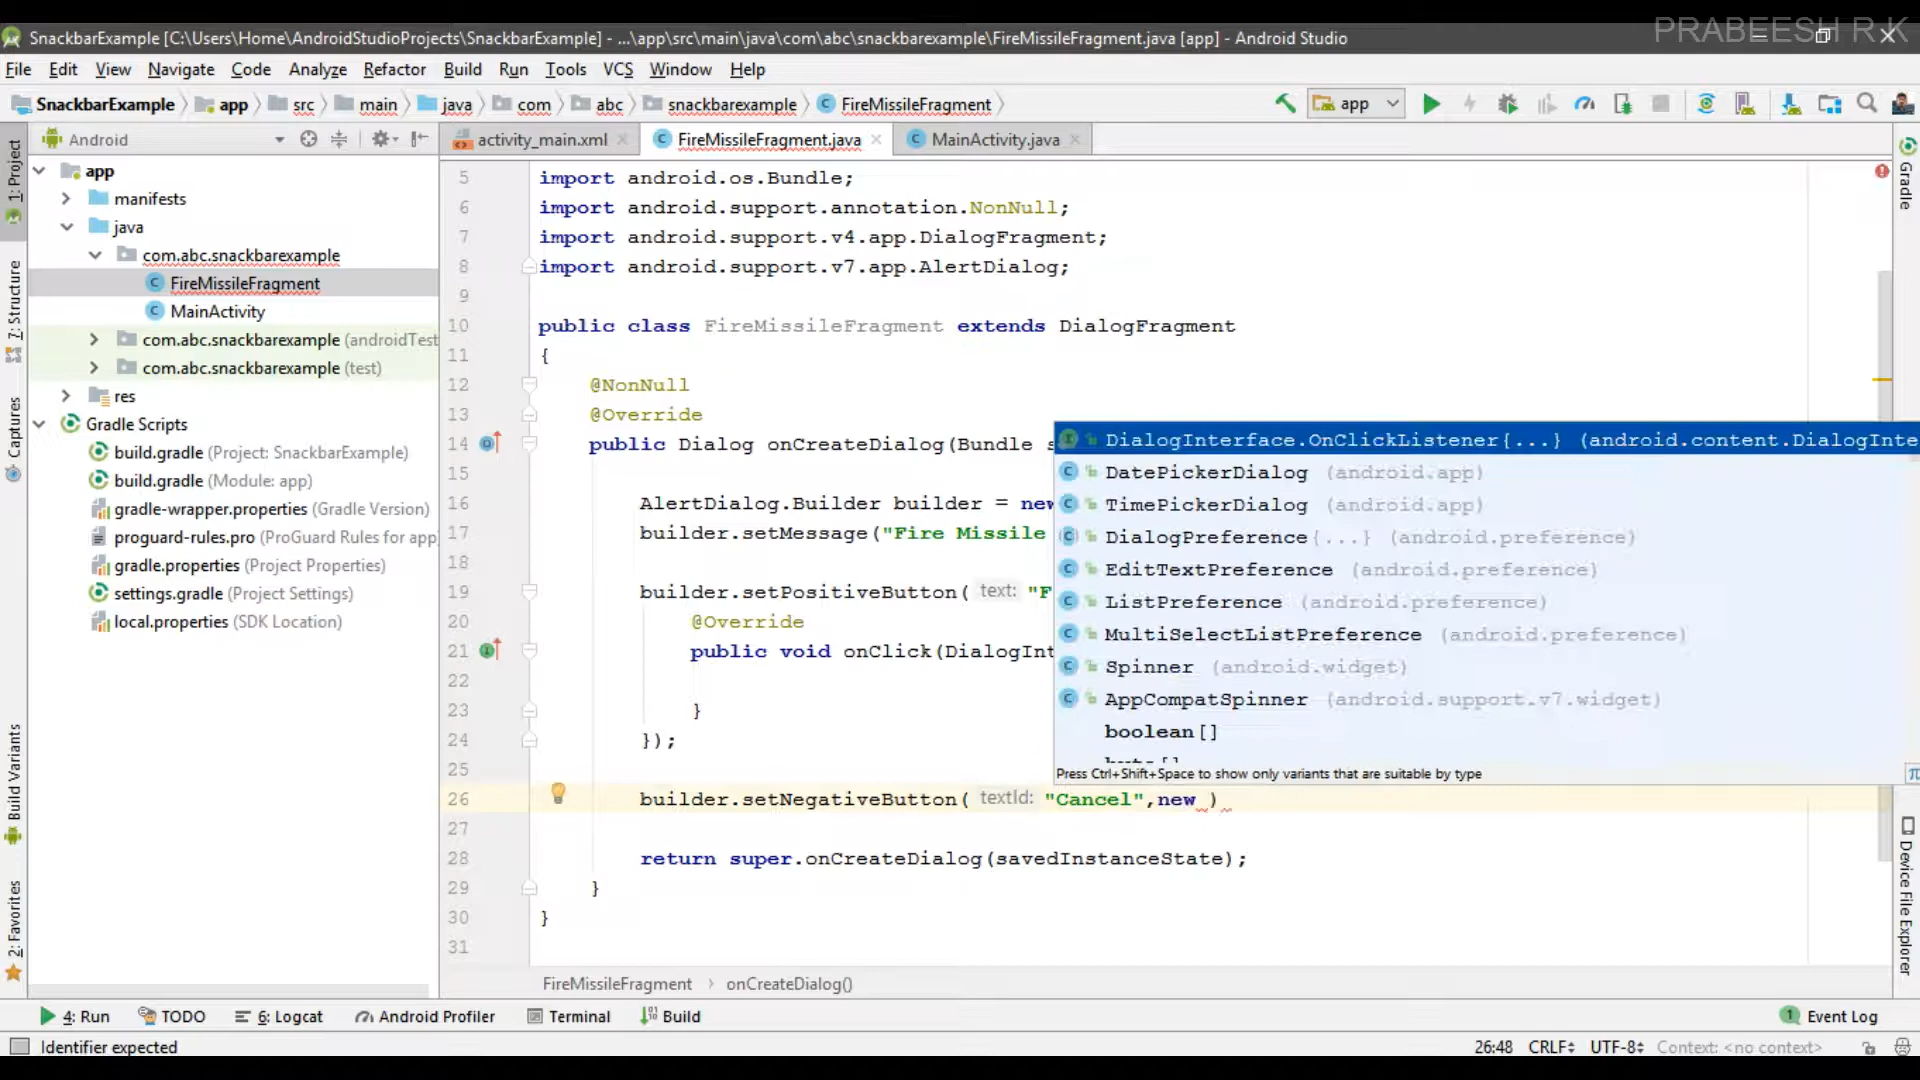 PRABEESH R K
SnackbarExample [C:\Users\Home\AndroidStudioProjects\SnackbarExample] - ...\app\src\main\java\com\abc\snackbarexample\FireMissileFragment.java [app] - Android Studio
File Edit View Navigate Code Analyze Refactor Build Run Tools VCS Window Help
SnackbarExample app src main java com abc snackbarexample FireMissileFragment app
Android
activity_main.xml FireMissileFragment.java MainActivity.java
1: Project
7: Structure
Captures
Build Variants
2: Favorites
app
manifests
java
com.abc.snackbarexample
FireMissileFragment
MainActivity
com.abc.snackbarexample (androidTest
com.abc.snackbarexample (test)
res
Gradle Scripts
build.gradle (Project: SnackbarExample)
build.gradle (Module: app)
gradle-wrapper.properties (Gradle Version)
proguard-rules.pro (ProGuard Rules for app
gradle.properties (Project Properties)
settings.gradle (Project Settings)
local.properties (SDK Location)
5 import android.os.Bundle;
6 import android.support.annotation.NonNull;
7 import android.support.v4.app.DialogFragment;
8 import android.support.v7.app.AlertDialog;
9
10 public class FireMissileFragment extends DialogFragment
11 {
12 @NonNull
13 @Override
14 public Dialog onCreateDialog(Bundle s
15
16 AlertDialog.Builder builder = new
17 builder.setMessage("Fire Missile
18
19 builder.setPositiveButton( text: "F
20 @Override
21 public void onClick(DialogInt
22
23 }
24 });
25
26 builder.setNegativeButton( textId: "Cancel",new )
27
28 return super.onCreateDialog(savedInstanceState);
29 }
30 }
31
DialogInterface.OnClickListener{...} (android.content.DialogInte
DatePickerDialog (android.app)
TimePickerDialog (android.app)
DialogPreference{...} (android.preference)
EditTextPreference (android.preference)
ListPreference (android.preference)
MultiSelectListPreference (android.preference)
Spinner (android.widget)
AppCompatSpinner (android.support.v7.widget)
boolean[]
Press Ctrl+Shift+Space to show only variants that are suitable by type
π
Gradle
Device File Explorer
FireMissileFragment › onCreateDialog()
4: Run TODO 6: Logcat Android Profiler Terminal Build 1 Event Log
Identifier expected 26:48 CRLF UTF-8 Context: <no context>